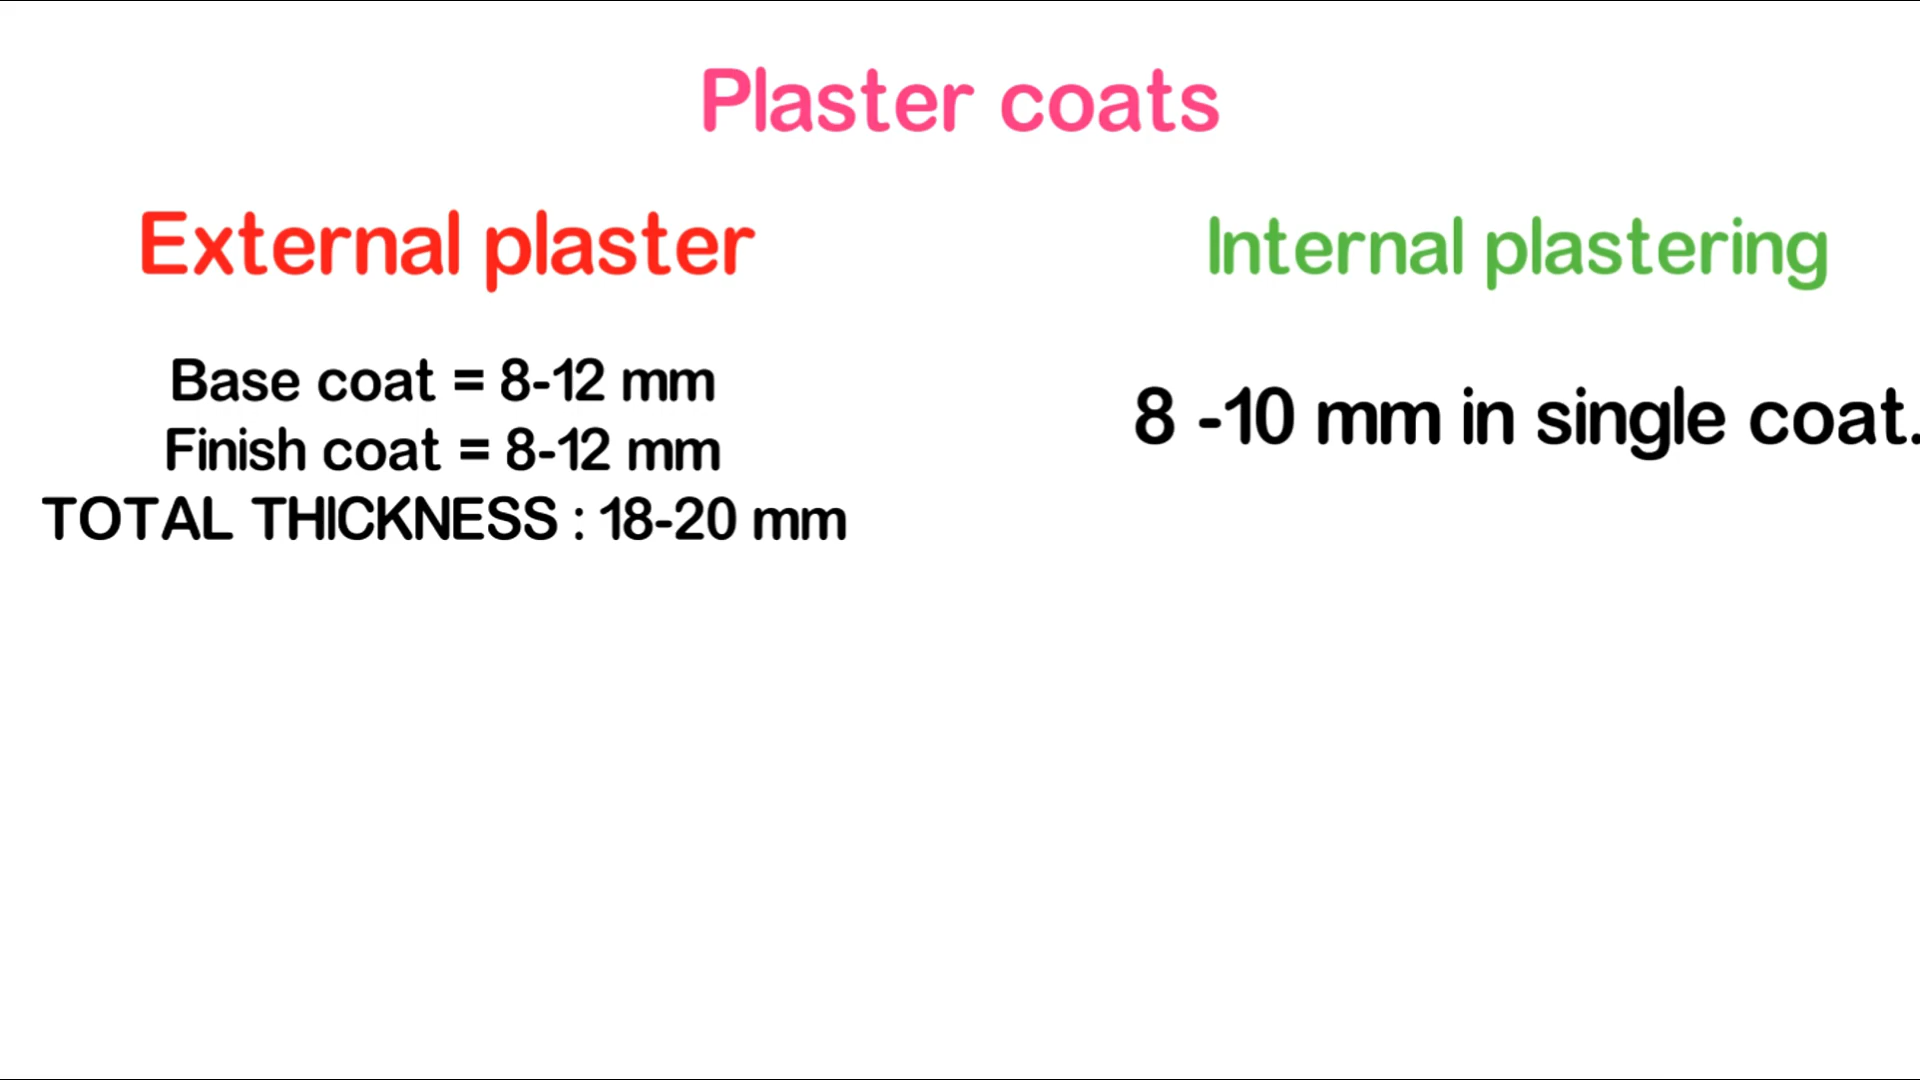 Plaster coats
External plaster
Base coat = 8-12 mm
Finish coat = 8-12 mm
TOTAL THICKNESS : 18-20 mm
Internal plastering
8 -10 mm in single coat.